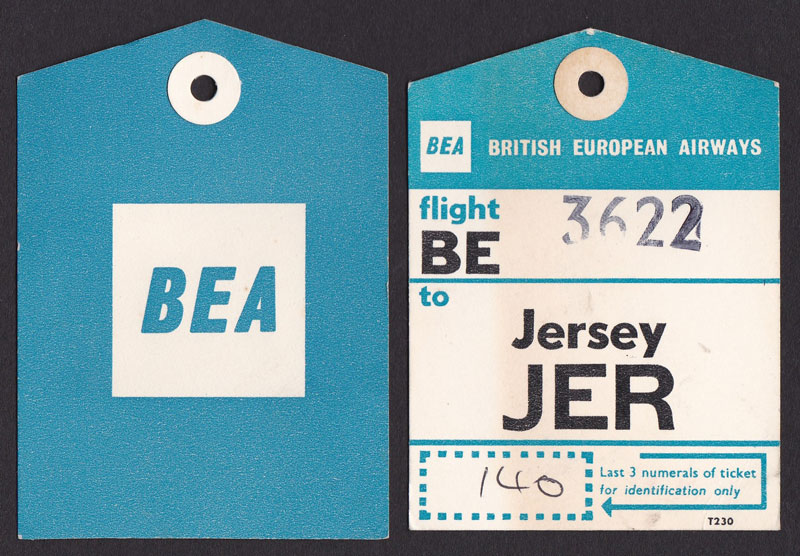 BEA
BEA BRITISH EUROPEAN AIRWAYS
flight 3622
BE
to
Jersey
JER
140
Last 3 numerals of ticket
for identification only
T230